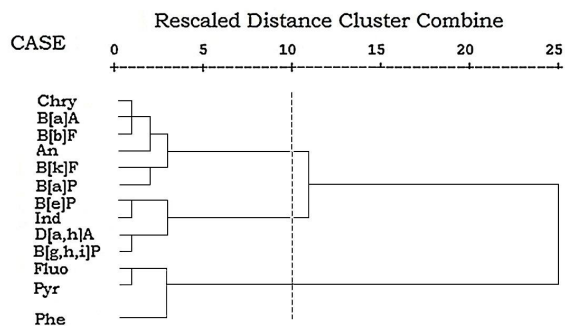 Rescaled Distance Cluster Combine
CASE
0 5 10 15 20 25
Chry
B[a]A
B[b]F
An
B[k]F
B[a]P
B[e]P
Ind
D[a,h]A
B[g,h,i]P
Fluo
Pyr
Phe